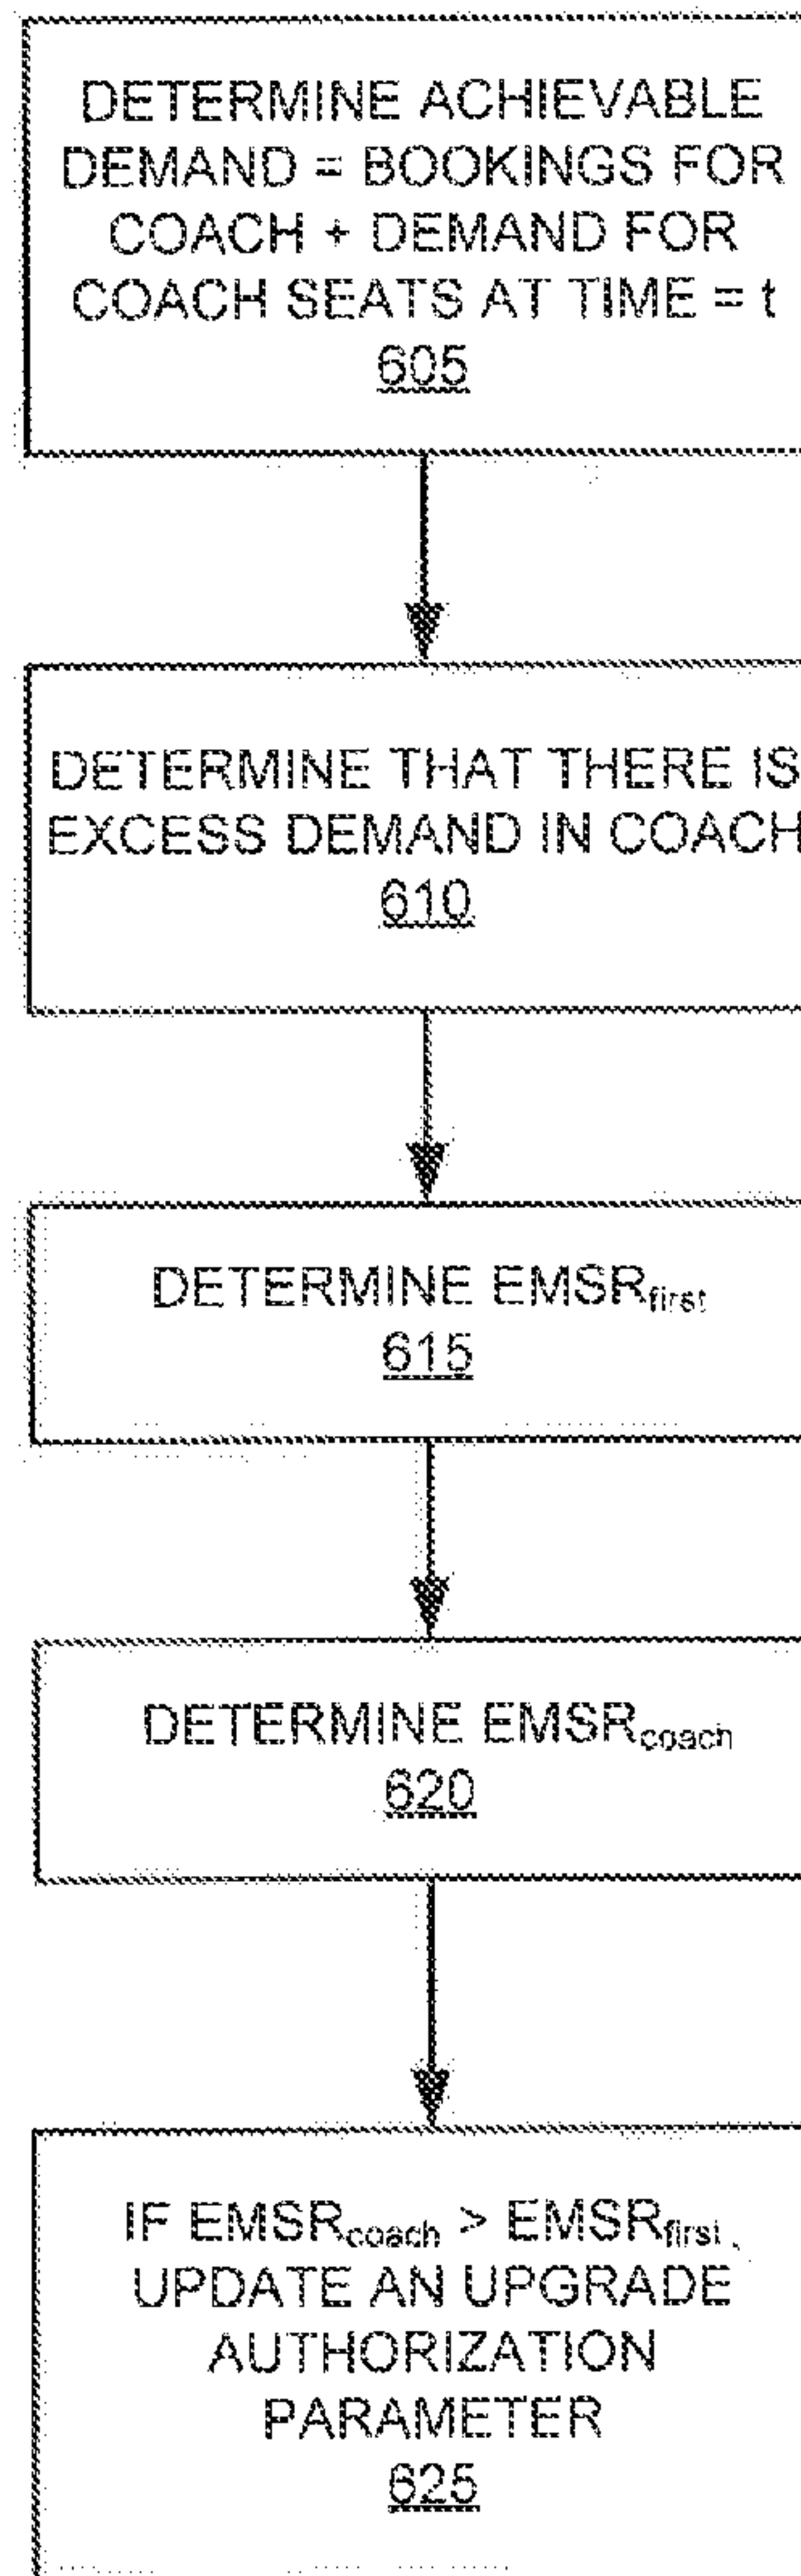 DETERMINE ACHIEVABLE
DEMAND = BOOKINGS FOR
COACH + DEMAND FOR
COACH SEATS AT TIME = t
605
DETERMINE THAT THERE IS
EXCESS DEMAND IN COACH
610
DETERMINE EMSRfirst
615
DETERMINE EMSRcoach
620
IF EMSRcoach > EMSRfirst,
UPDATE AN UPGRADE
AUTHORIZATION
PARAMETER
625